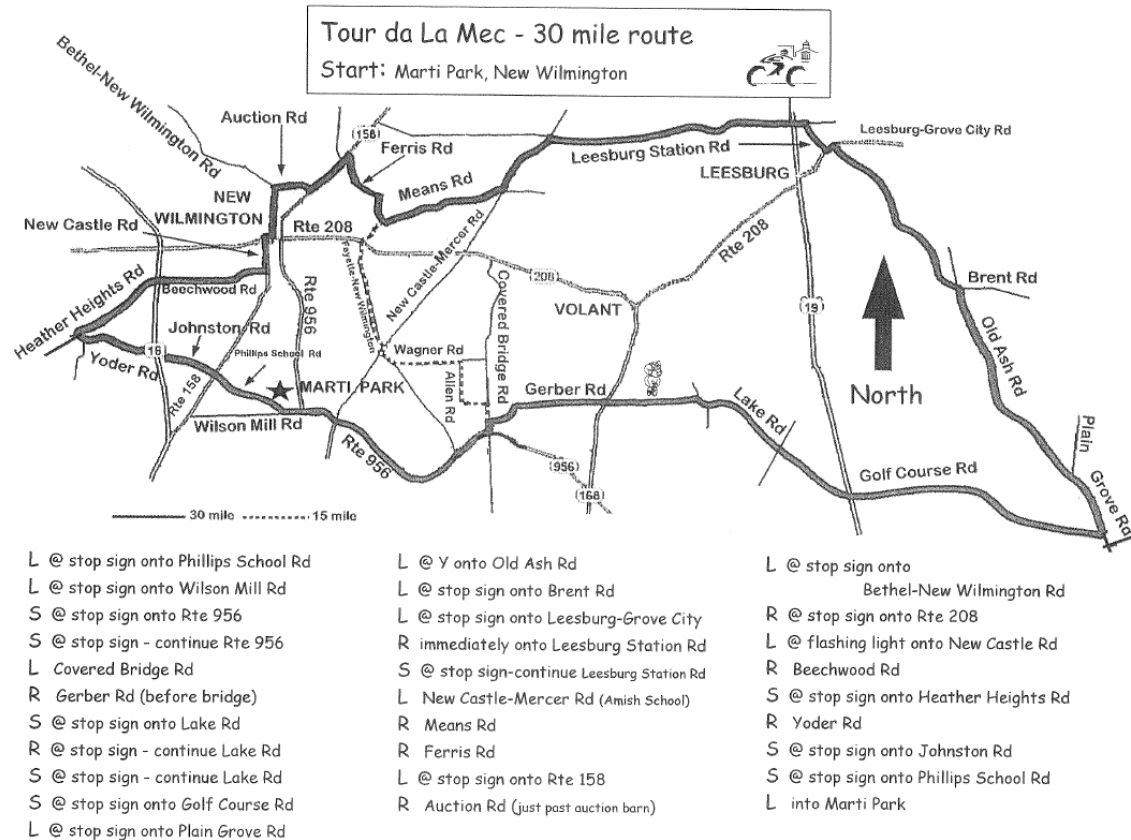 Tour da La Mec - 30 mile route
Start: Marti Park, New Wilmington
Bethel-New Wilmington Rd
Auction Rd
158
Ferris Rd
Leesburg Station Rd
Leesburg-Grove City Rd
LEESBURG
NEW
WILMINGTON
Means Rd
New Castle Rd
Rte 208
Fayette-New Wilmington
New Castle-Mercer Rd
208
Rte 208
Heather Heights Rd
Beechwood Rd
Rte 956
Covered Bridge Rd
VOLANT
19
Brent Rd
Johnston Rd
Yoder Rd
18
Phillips School Rd
Wagner Rd
Old Ash Rd
Rte 158
MARTI PARK
Allen Rd
Gerber Rd
North
Wilson Mill Rd
Rte 956
Lake Rd
Plain
Grove Rd
956
168
Golf Course Rd
30 mile
15 mile
L @ stop sign onto Phillips School Rd
L @ stop sign onto Wilson Mill Rd
S @ stop sign onto Rte 956
S @ stop sign - continue Rte 956
L Covered Bridge Rd
R Gerber Rd (before bridge)
S @ stop sign onto Lake Rd
R @ stop sign - continue Lake Rd
S @ stop sign - continue Lake Rd
S @ stop sign onto Golf Course Rd
L @ stop sign onto Plain Grove Rd
L @ Y onto Old Ash Rd
L @ stop sign onto Brent Rd
L @ stop sign onto Leesburg-Grove City
R immediately onto Leesburg Station Rd
S @ stop sign-continue Leesburg Station Rd
L New Castle-Mercer Rd (Amish School)
R Means Rd
R Ferris Rd
L @ stop sign onto Rte 158
R Auction Rd (just past auction barn)
L @ stop sign onto
Bethel-New Wilmington Rd
R @ stop sign onto Rte 208
L @ flashing light onto New Castle Rd
R Beechwood Rd
S @ stop sign onto Heather Heights Rd
R Yoder Rd
S @ stop sign onto Johnston Rd
S @ stop sign onto Phillips School Rd
L into Marti Park